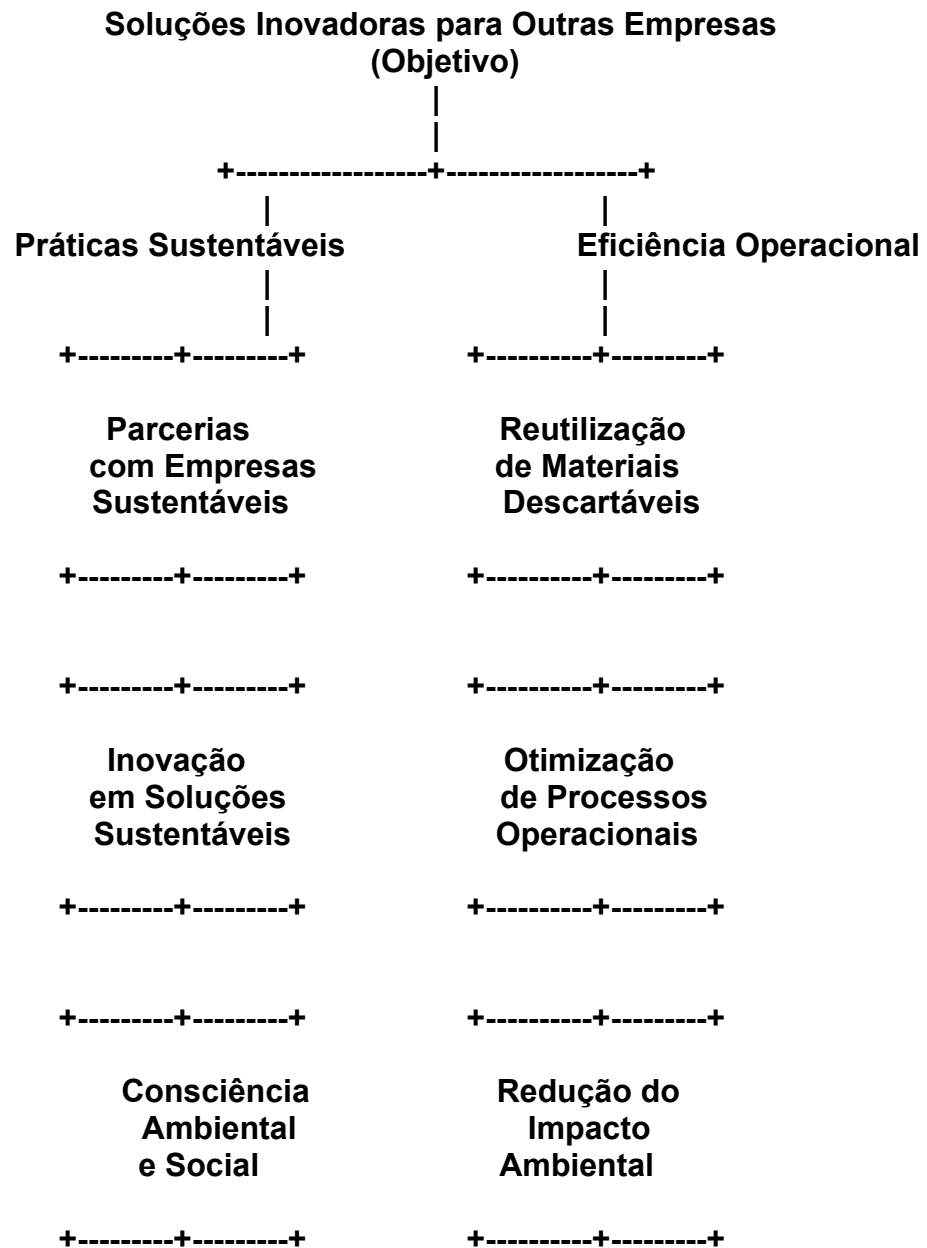 Soluções Inovadoras para Outras Empresas
(Objetivo)
|
|
+------------------+------------------+
| |
Práticas Sustentáveis Eficiência Operacional
| |
| |
+---------+---------+ +----------+---------+
Parcerias Reutilização
com Empresas de Materiais
Sustentáveis Descartáveis
+---------+---------+ +----------+---------+
+---------+---------+ +----------+---------+
Inovação Otimização
em Soluções de Processos
Sustentáveis Operacionais
+---------+---------+ +----------+---------+
+---------+---------+ +----------+---------+
Consciência Redução do
Ambiental Impacto
e Social Ambiental
+---------+---------+ +----------+---------+